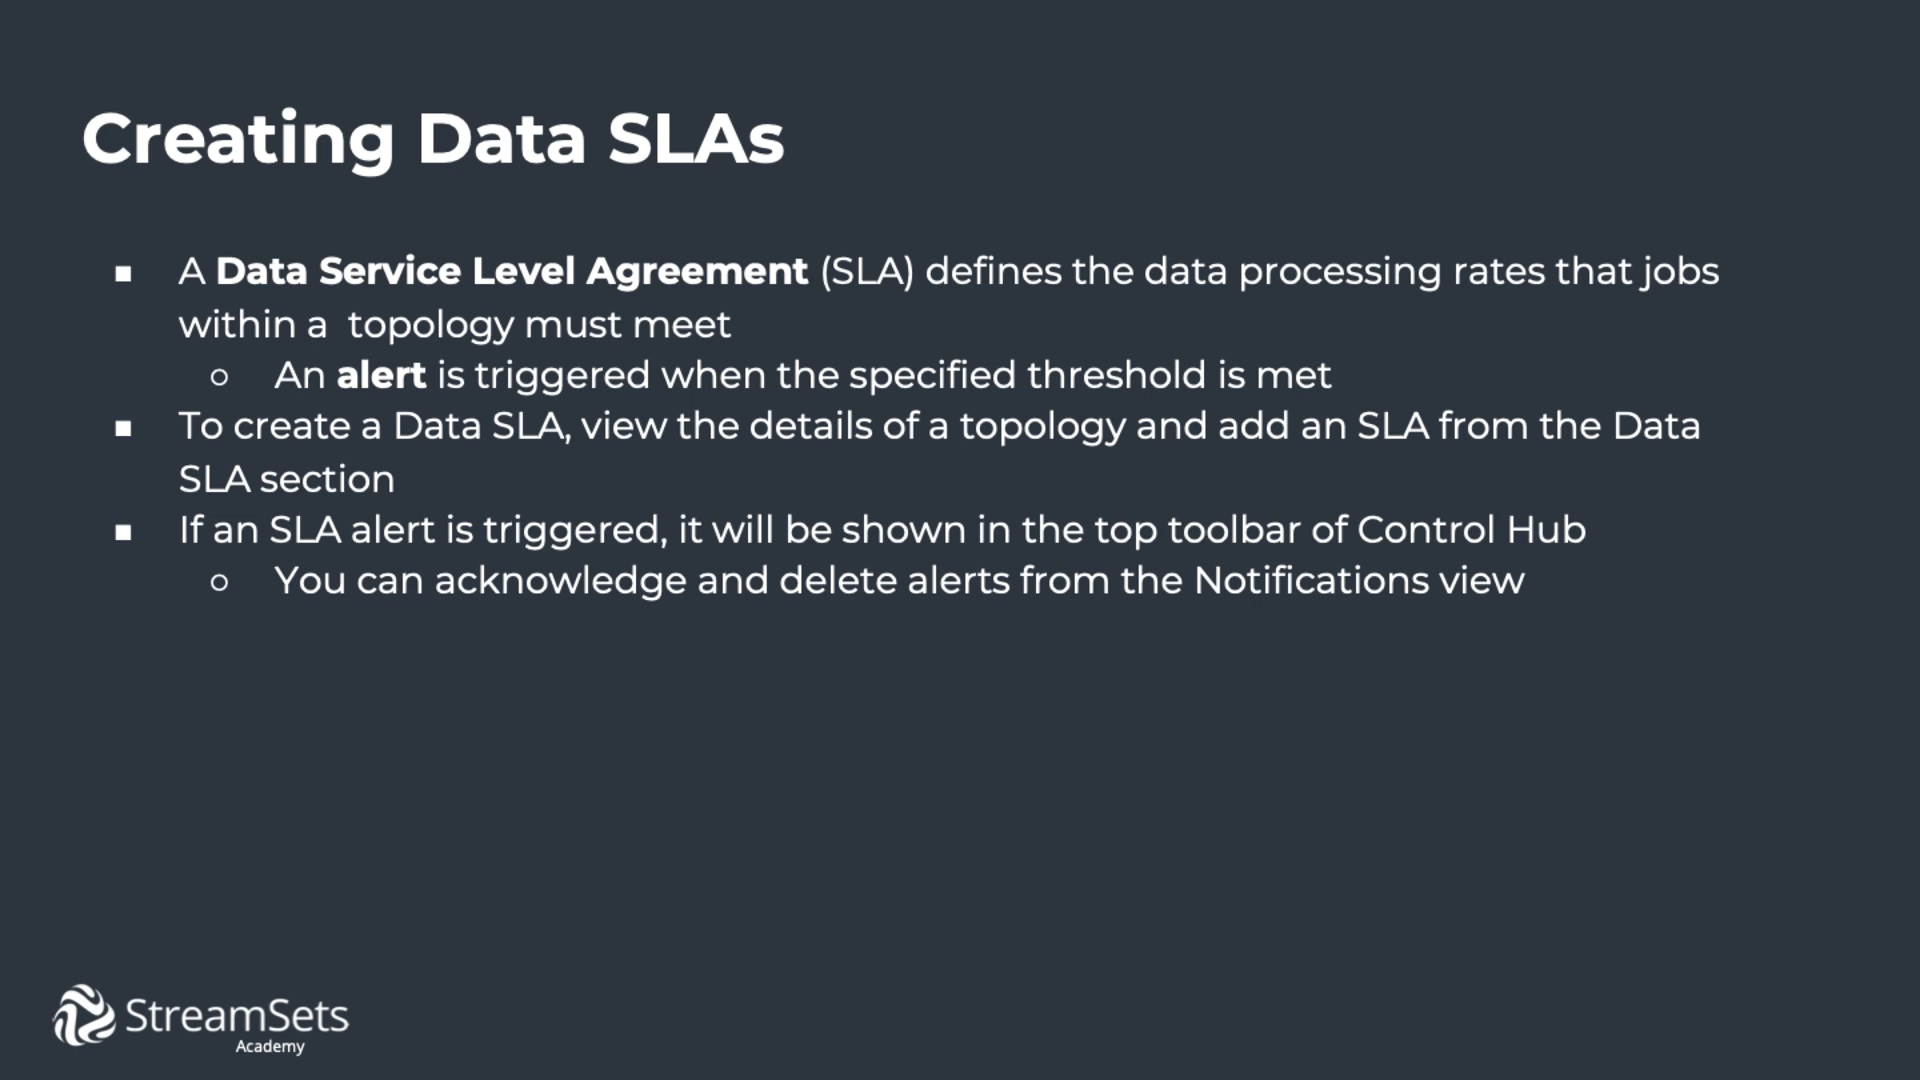 Creating Data SLAs
▪ A Data Service Level Agreement (SLA) defines the data processing rates that jobs
within a  topology must meet
○ An alert is triggered when the specified threshold is met
▪ To create a Data SLA, view the details of a topology and add an SLA from the Data
SLA section
▪ If an SLA alert is triggered, it will be shown in the top toolbar of Control Hub
○ You can acknowledge and delete alerts from the Notifications view
StreamSets
Academy